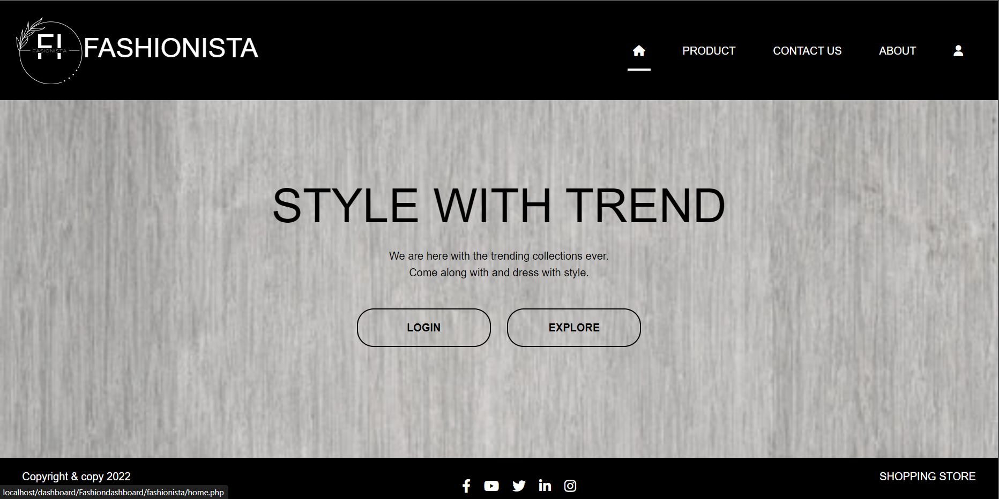 FI
FASIONISTA
FASHIONISTA
PRODUCT
CONTACT US
ABOUT
STYLE WITH TREND
We are here with the trending collections ever.
Come along with and dress with style.
LOGIN
EXPLORE
Copyright & copy 2022
SHOPPING STORE
localhost/dashboard/Fashiondashboard/fashionista/home.php